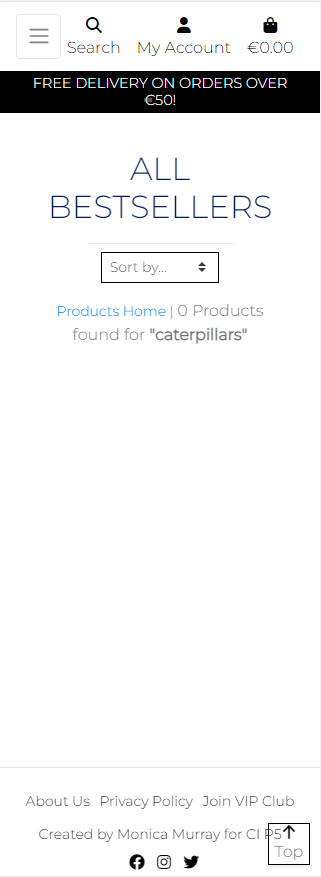 Search My Account €0.00
FREE DELIVERY ON ORDERS OVER
€50!
ALL
BESTSELLERS
Sort by...
Products Home | 0 Products
found for "caterpillars"
About Us Privacy Policy Join VIP Club
Created by Monica Murray for CI P5
Top